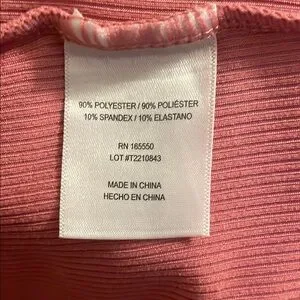 90% POLYESTER / 90% POLIÉSTER
10% SPANDEX / 10% ELASTANO
RN 165550
LOT #T2210843
MADE IN CHINA
HECHO EN CHINA